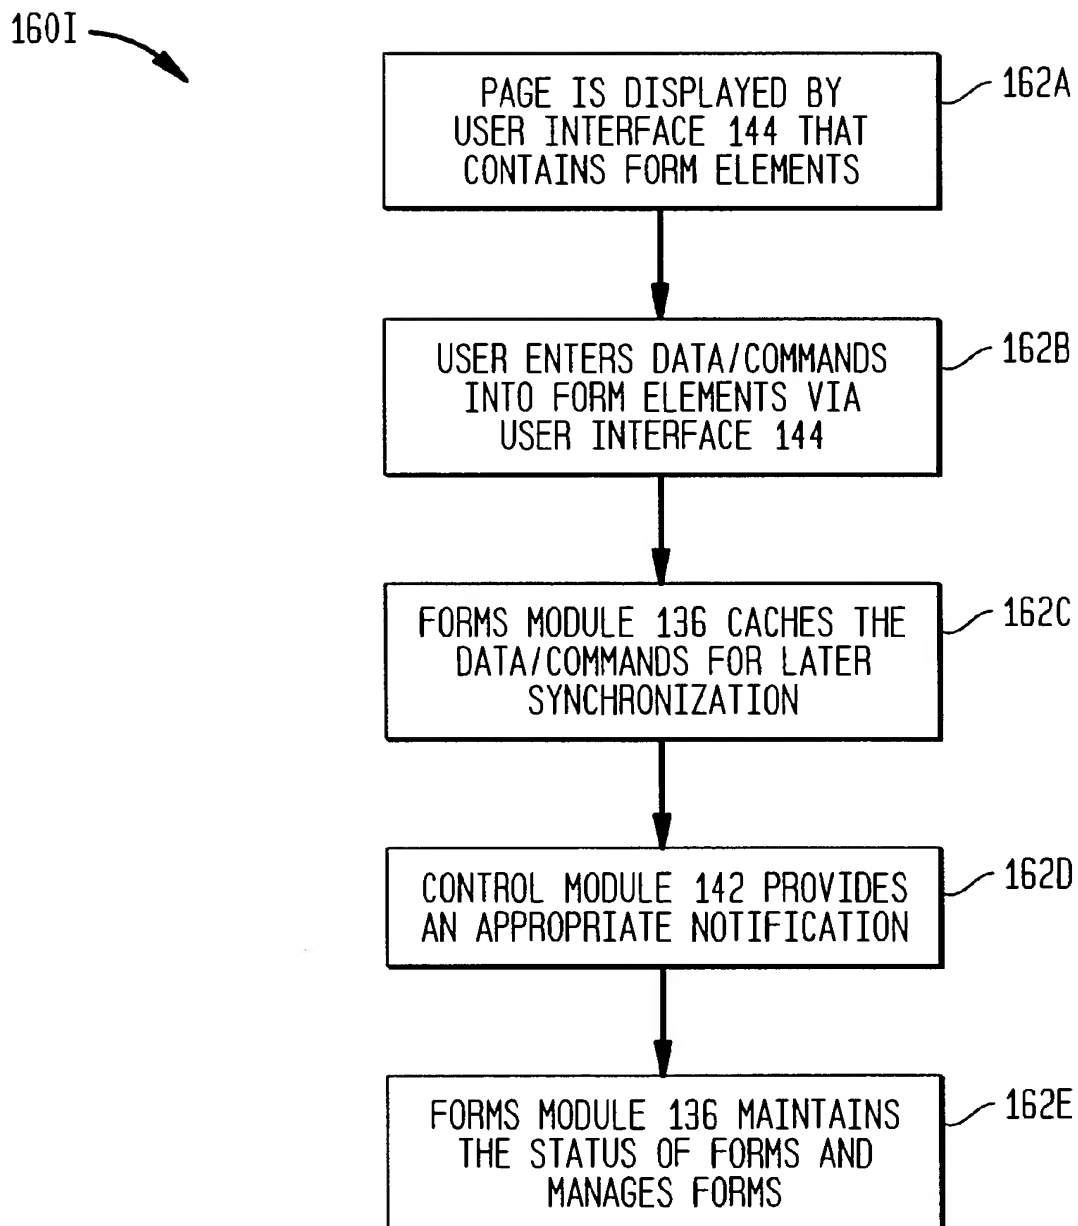 160I
PAGE IS DISPLAYED BY
USER INTERFACE 144 THAT
CONTAINS FORM ELEMENTS
162A
USER ENTERS DATA/COMMANDS
INTO FORM ELEMENTS VIA
USER INTERFACE 144
162B
FORMS MODULE 136 CACHES THE
DATA/COMMANDS FOR LATER
SYNCHRONIZATION
162C
CONTROL MODULE 142 PROVIDES
AN APPROPRIATE NOTIFICATION
162D
FORMS MODULE 136 MAINTAINS
THE STATUS OF FORMS AND
MANAGES FORMS
162E